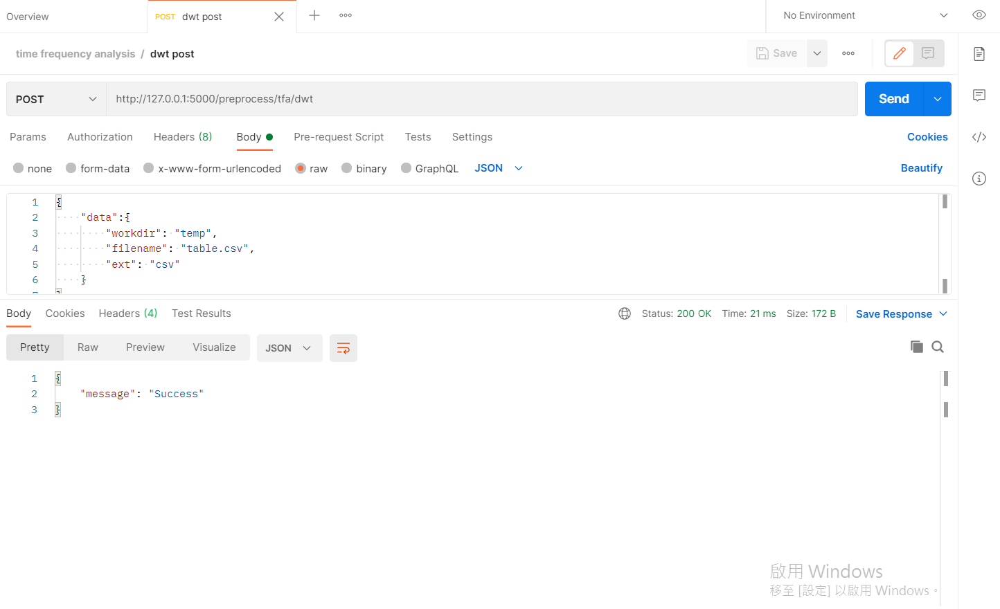 Overview
POST dwt post
No Environment
time frequency analysis / dwt post
Save
POST
http://127.0.0.1:5000/preprocess/tfa/dwt
Send
Params Authorization Headers (8) Body Pre-request Script Tests Settings Cookies
none form-data x-www-form-urlencoded raw binary GraphQL JSON Beautify
1 {
2 "data":{
3 "workdir": "temp",
4 "filename": "table.csv",
5 "ext": "csv"
6 }
7 }
Body Cookies Headers (4) Test Results Status: 200 OK Time: 21 ms Size: 172 B Save Response
Pretty Raw Preview Visualize JSON
1 {
2 "message": "Success"
3 }
啟用 Windows
移至 [設定] 以啟用 Windows。